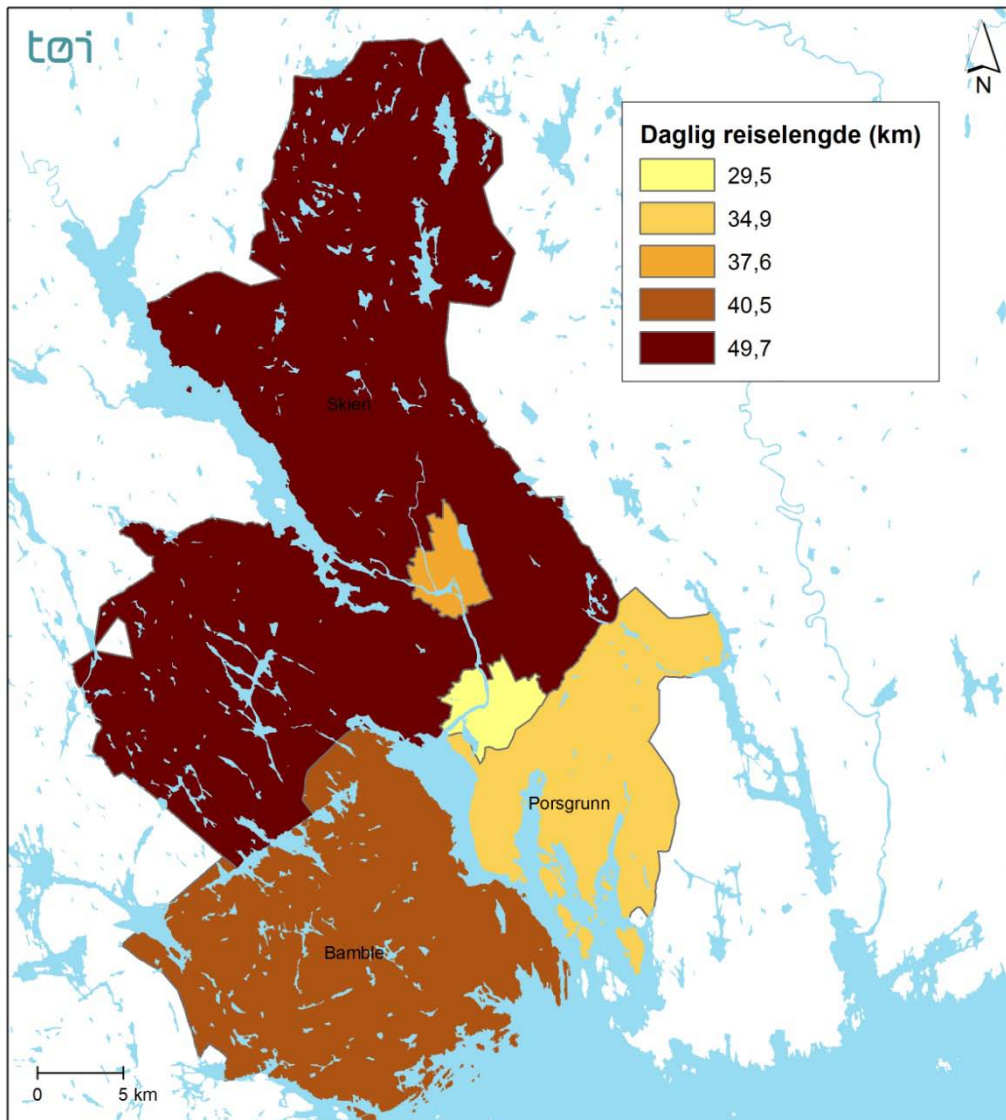 tøi
N
Daglig reiselengde (km)
29,5
34,9
37,6
40,5
49,7
Skien
Porsgrunn
Bamble
0 5 km